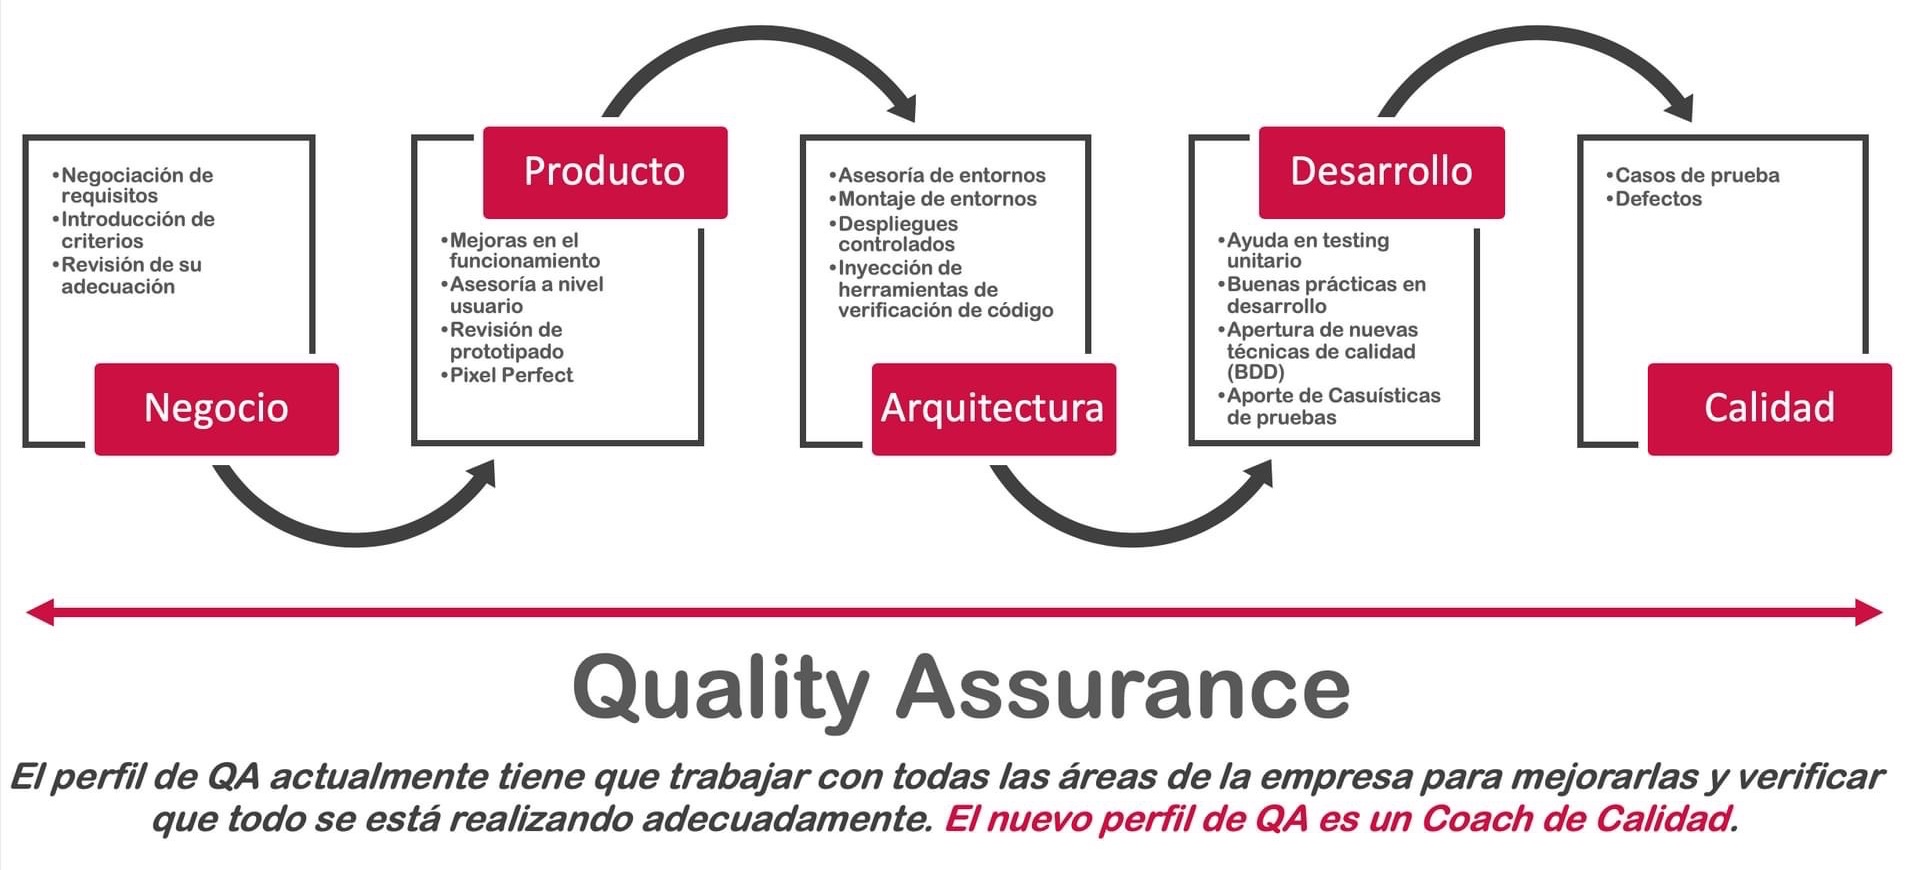 •Negociación de
requisitos
•Introducción de
criterios
•Revisión de su
adecuación
Negocio
Producto
•Mejoras en el
funcionamiento
•Asesoría a nivel
usuario
•Revisión de
prototipado
•Pixel Perfect
•Asesoría de entornos
•Montaje de entornos
•Despliegues
controlados
•Inyección de
herramientas de
verificación de código
Arquitectura
Desarrollo
•Ayuda en testing
unitario
•Buenas prácticas en
desarrollo
•Apertura de nuevas
técnicas de calidad
(BDD)
•Aporte de Casuísticas
de pruebas
•Casos de prueba
•Defectos
Calidad
Quality Assurance
El perfil de QA actualmente tiene que trabajar con todas las áreas de la empresa para mejorarlas y verificar
que todo se está realizando adecuadamente. El nuevo perfil de QA es un Coach de Calidad.